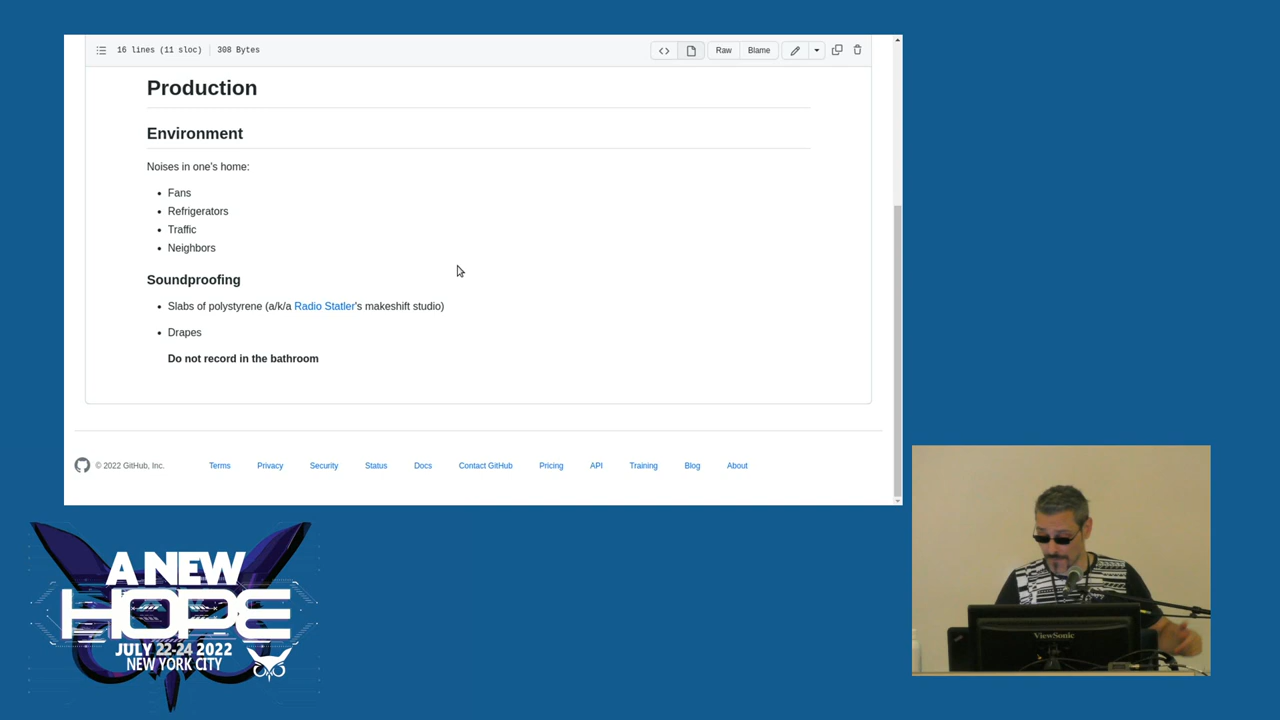 16 lines (11 sloc) 308 Bytes Raw Blame
Production
Environment
Noises in one's home:
Fans
Refrigerators
Traffic
Neighbors
Soundproofing
Slabs of polystyrene (a/k/a Radio Statler's makeshift studio)
Drapes
Do not record in the bathroom
© 2022 GitHub, Inc. Terms Privacy Security Status Docs Contact GitHub Pricing API Training Blog About
A NEW
HOPE
JULY 22-24 2022
NEW YORK CITY
ViewSonic